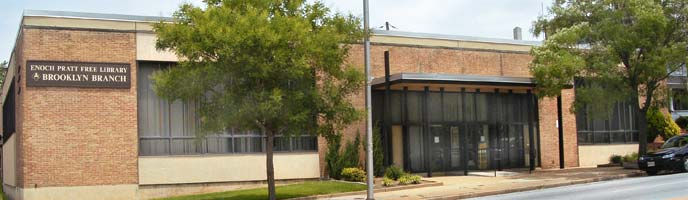 ENOCH PRATT FREE LIBRARY
BROOKLYN BRANCH